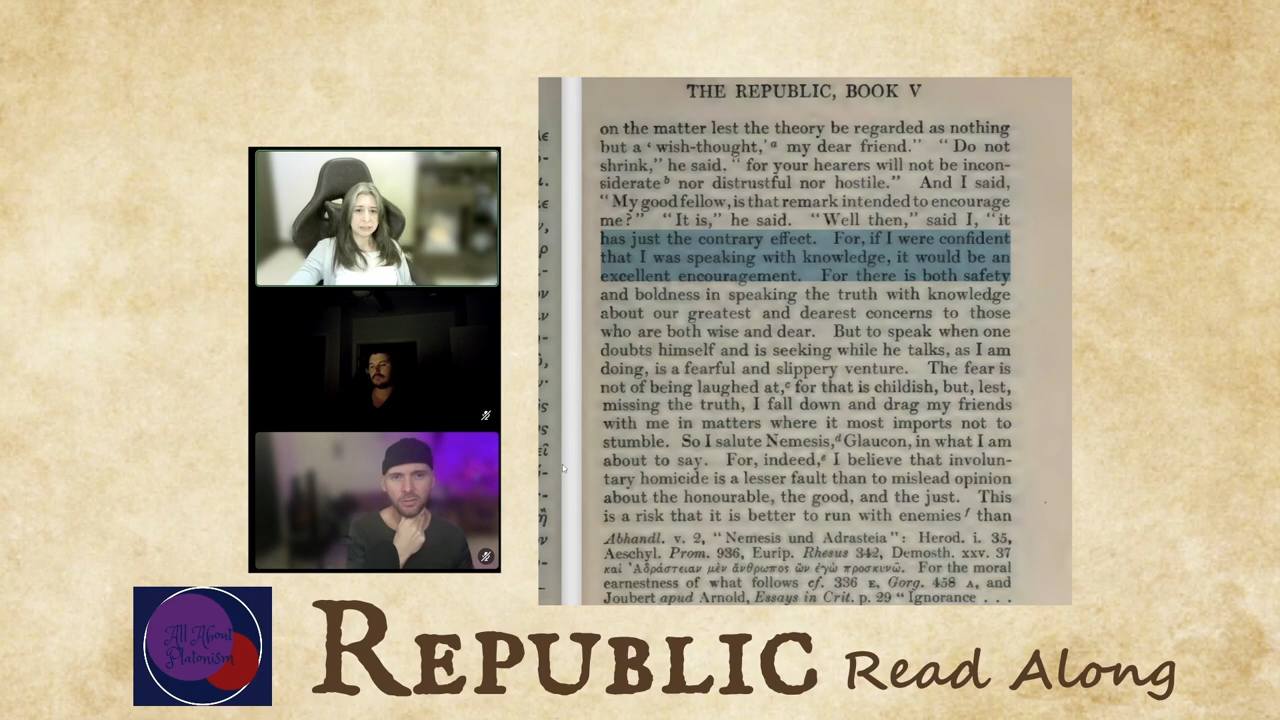 THE REPUBLIC, BOOK V
on the matter lest the theory be regarded as nothing
but a ‘ wish-thought,’ᵃ my dear friend.” “ Do not
shrink,” he said. “ for your hearers will not be incon-
siderate ᵇ nor distrustful nor hostile.” And I said,
“ My good fellow, is that remark intended to encourage
me ? ” “ It is,” he said. “ Well then,” said I, “ it
has just the contrary effect. For, if I were confident
that I was speaking with knowledge, it would be an
excellent encouragement. For there is both safety
and boldness in speaking the truth with knowledge
about our greatest and dearest concerns to those
who are both wise and dear. But to speak when one
doubts himself and is seeking while he talks, as I am
doing, is a fearful and slippery venture. The fear is
not of being laughed at,ᶜ for that is childish, but, lest,
missing the truth, I fall down and drag my friends
with me in matters where it most imports not to
stumble. So I salute Nemesis,ᵈ Glaucon, in what I am
about to say. For, indeed,ᵉ I believe that involun-
tary homicide is a lesser fault than to mislead opinion
about the honourable, the good, and the just. This
is a risk that it is better to run with enemies ᶠ than
Abhandl. v. 2, “ Nemesis und Adrasteia ” : Herod. i. 35,
Aeschyl. Prom. 936, Eurip. Rhesus 342, Demosth. xxv. 37
καὶ Ἀδράστειαν μὲν ἄνθρωπος ὢν ἐγὼ προσκυνῶ. For the moral
earnestness of what follows cf. 336 E, Gorg. 458 A, and
Joubert apud Arnold, Essays in Crit. p. 29 “ Ignorance . . .
All About
Platonism
REPUBLIC Read Along